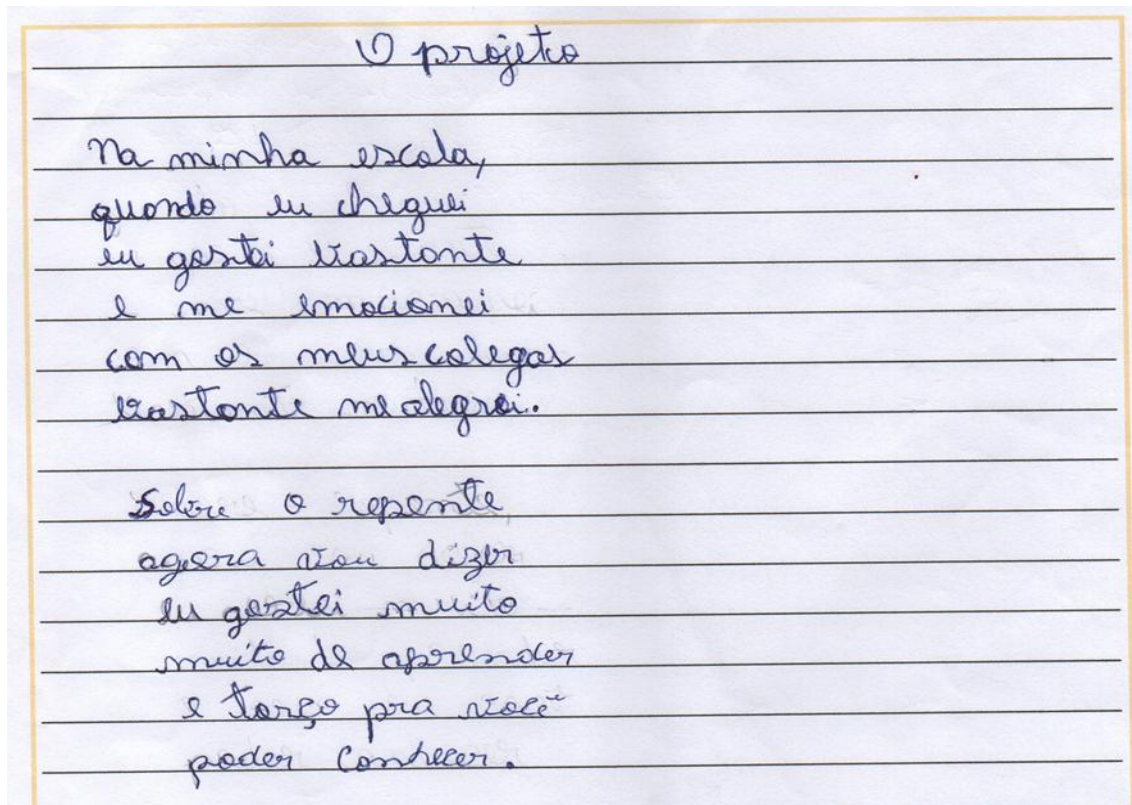 O projeto
Na minha escola,
quando eu cheguei
eu gostei bastante
e me emocionei
com os meus colegas
bastante me alegrei.
Sobre o repente
agora vou dizer
eu gostei muito
muito de aprender
e torço pra você
poder conhecer.